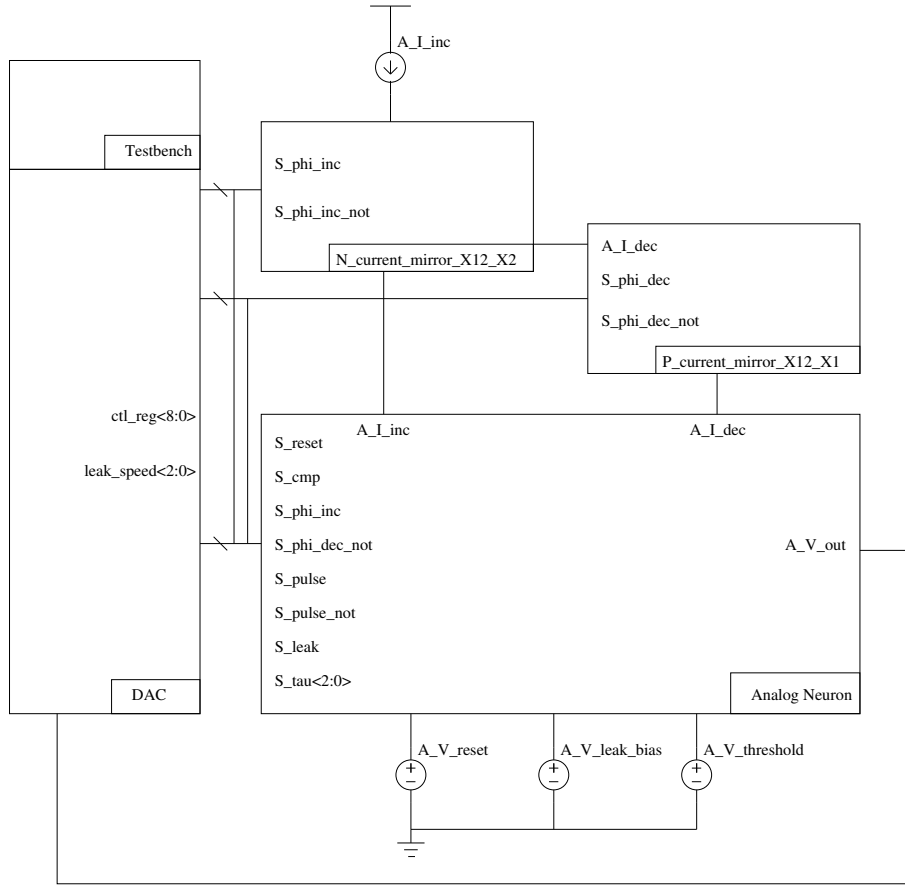 A_I_inc
Testbench
S_phi_inc
S_phi_inc_not
N_current_mirror_X12_X2
A_I_dec
S_phi_dec
S_phi_dec_not
P_current_mirror_X12_X1
ctl_reg<8:0>
leak_speed<2:0>
DAC
A_I_inc
A_I_dec
S_reset
S_cmp
S_phi_inc
S_phi_dec_not
S_pulse
S_pulse_not
S_leak
S_tau<2:0>
A_V_out
Analog Neuron
A_V_reset
A_V_leak_bias
A_V_threshold